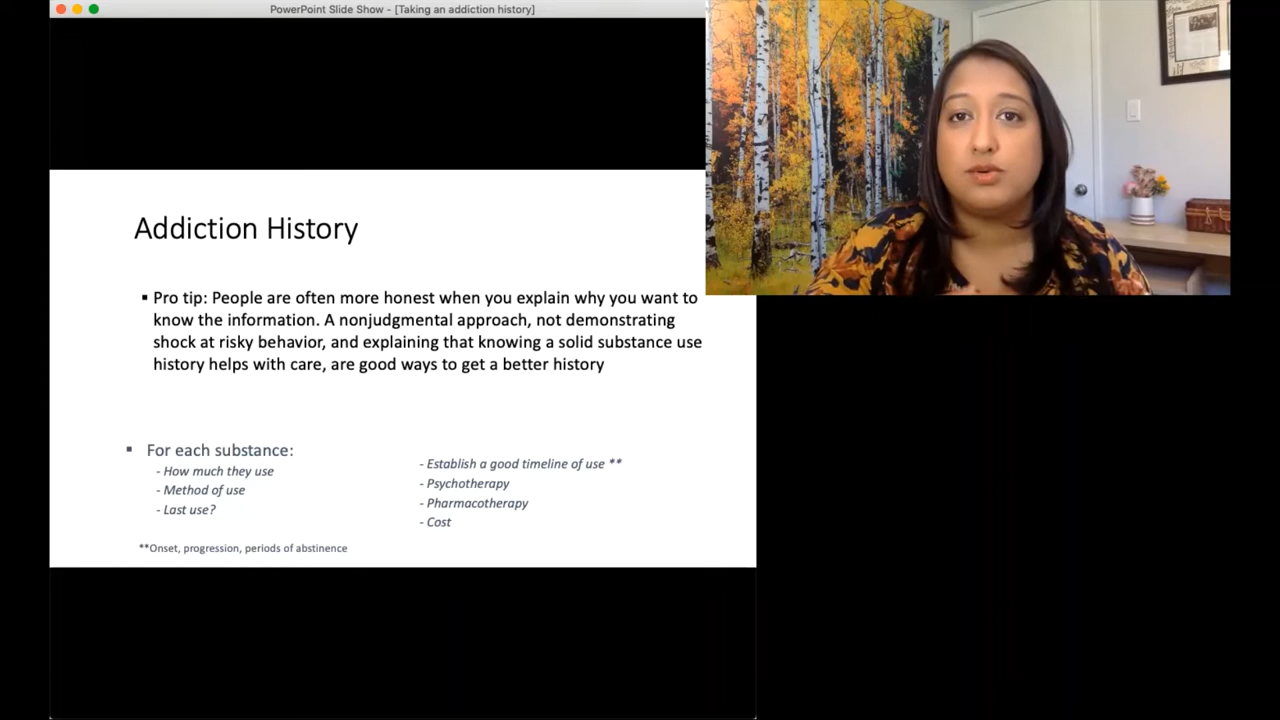 PowerPoint Slide Show - [Taking an addiction history]
Addiction History
▪ Pro tip: People are often more honest when you explain why you want to
know the information. A nonjudgmental approach, not demonstrating
shock at risky behavior, and explaining that knowing a solid substance use
history helps with care, are good ways to get a better history
▪ For each substance:
- How much they use
- Method of use
- Last use?
- Establish a good timeline of use **
- Psychotherapy
- Pharmacotherapy
- Cost
**Onset, progression, periods of abstinence